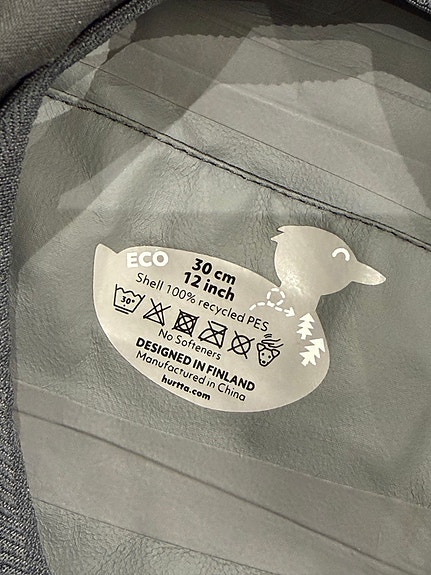 ECO
30 cm
12 inch
Shell 100% recycled PES
30°
No Softeners
DESIGNED IN FINLAND
Manufactured in China
hurtta.com